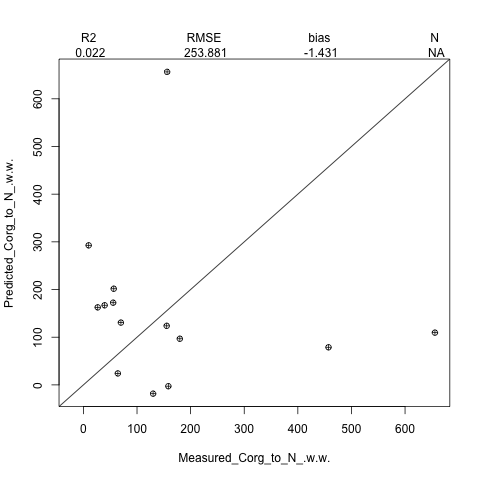 R2 RMSE bias N
0.022 253.881 -1.431 NA
600
500
400
300
200
100
0
Predicted_Corg_to_N_.w.w.
0 100 200 300 400 500 600
Measured_Corg_to_N_.w.w.